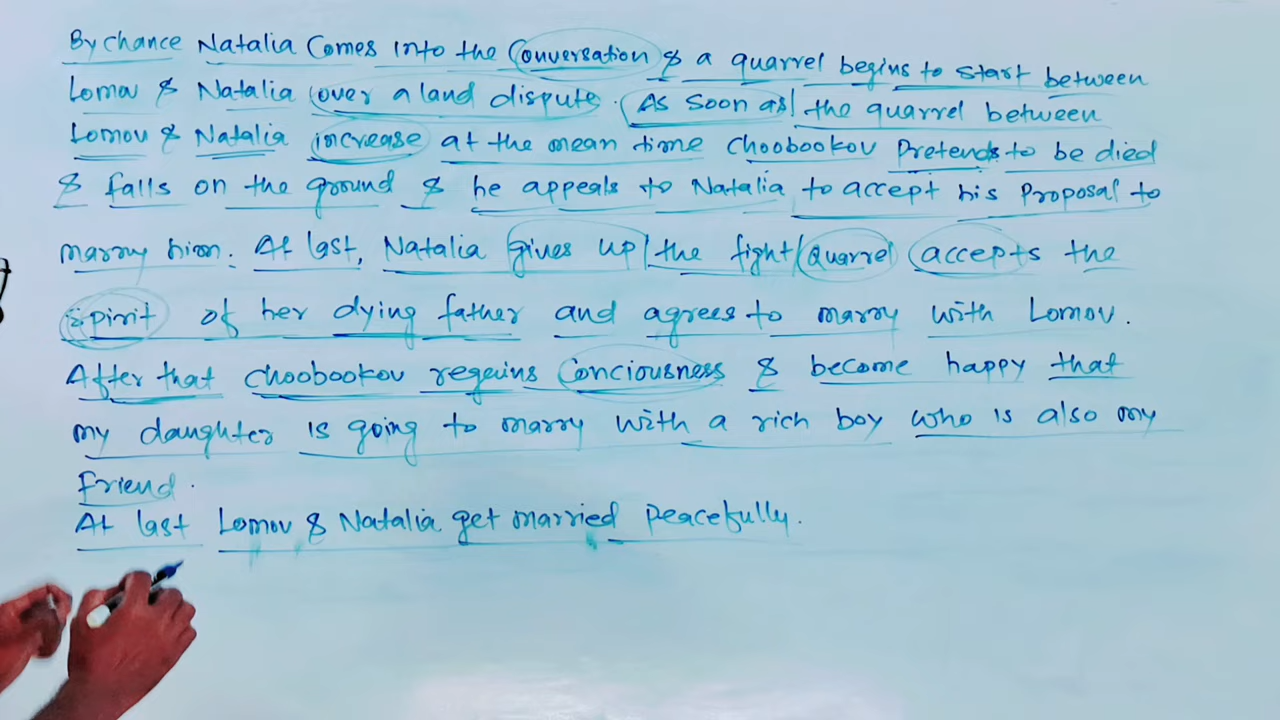 By chance Natalia comes into the conversation & a quarrel begins to start between
Lomov & Natalia over a land dispute. As soon as the quarrel between
Lomov & Natalia increase at the mean time choobookov Pretends to be died
& falls on the ground & he appeals to Natalia to accept his Proposal to
marry him. At last, Natalia gives up the fight/quarrel accepts the
spirit of her dying father and agrees to marry with Lomov.
After that choobookov regains Conciousness & become happy that
my daughter is going to marry with a rich boy who is also my
friend.
At last Lomov & Natalia get married peacefully.